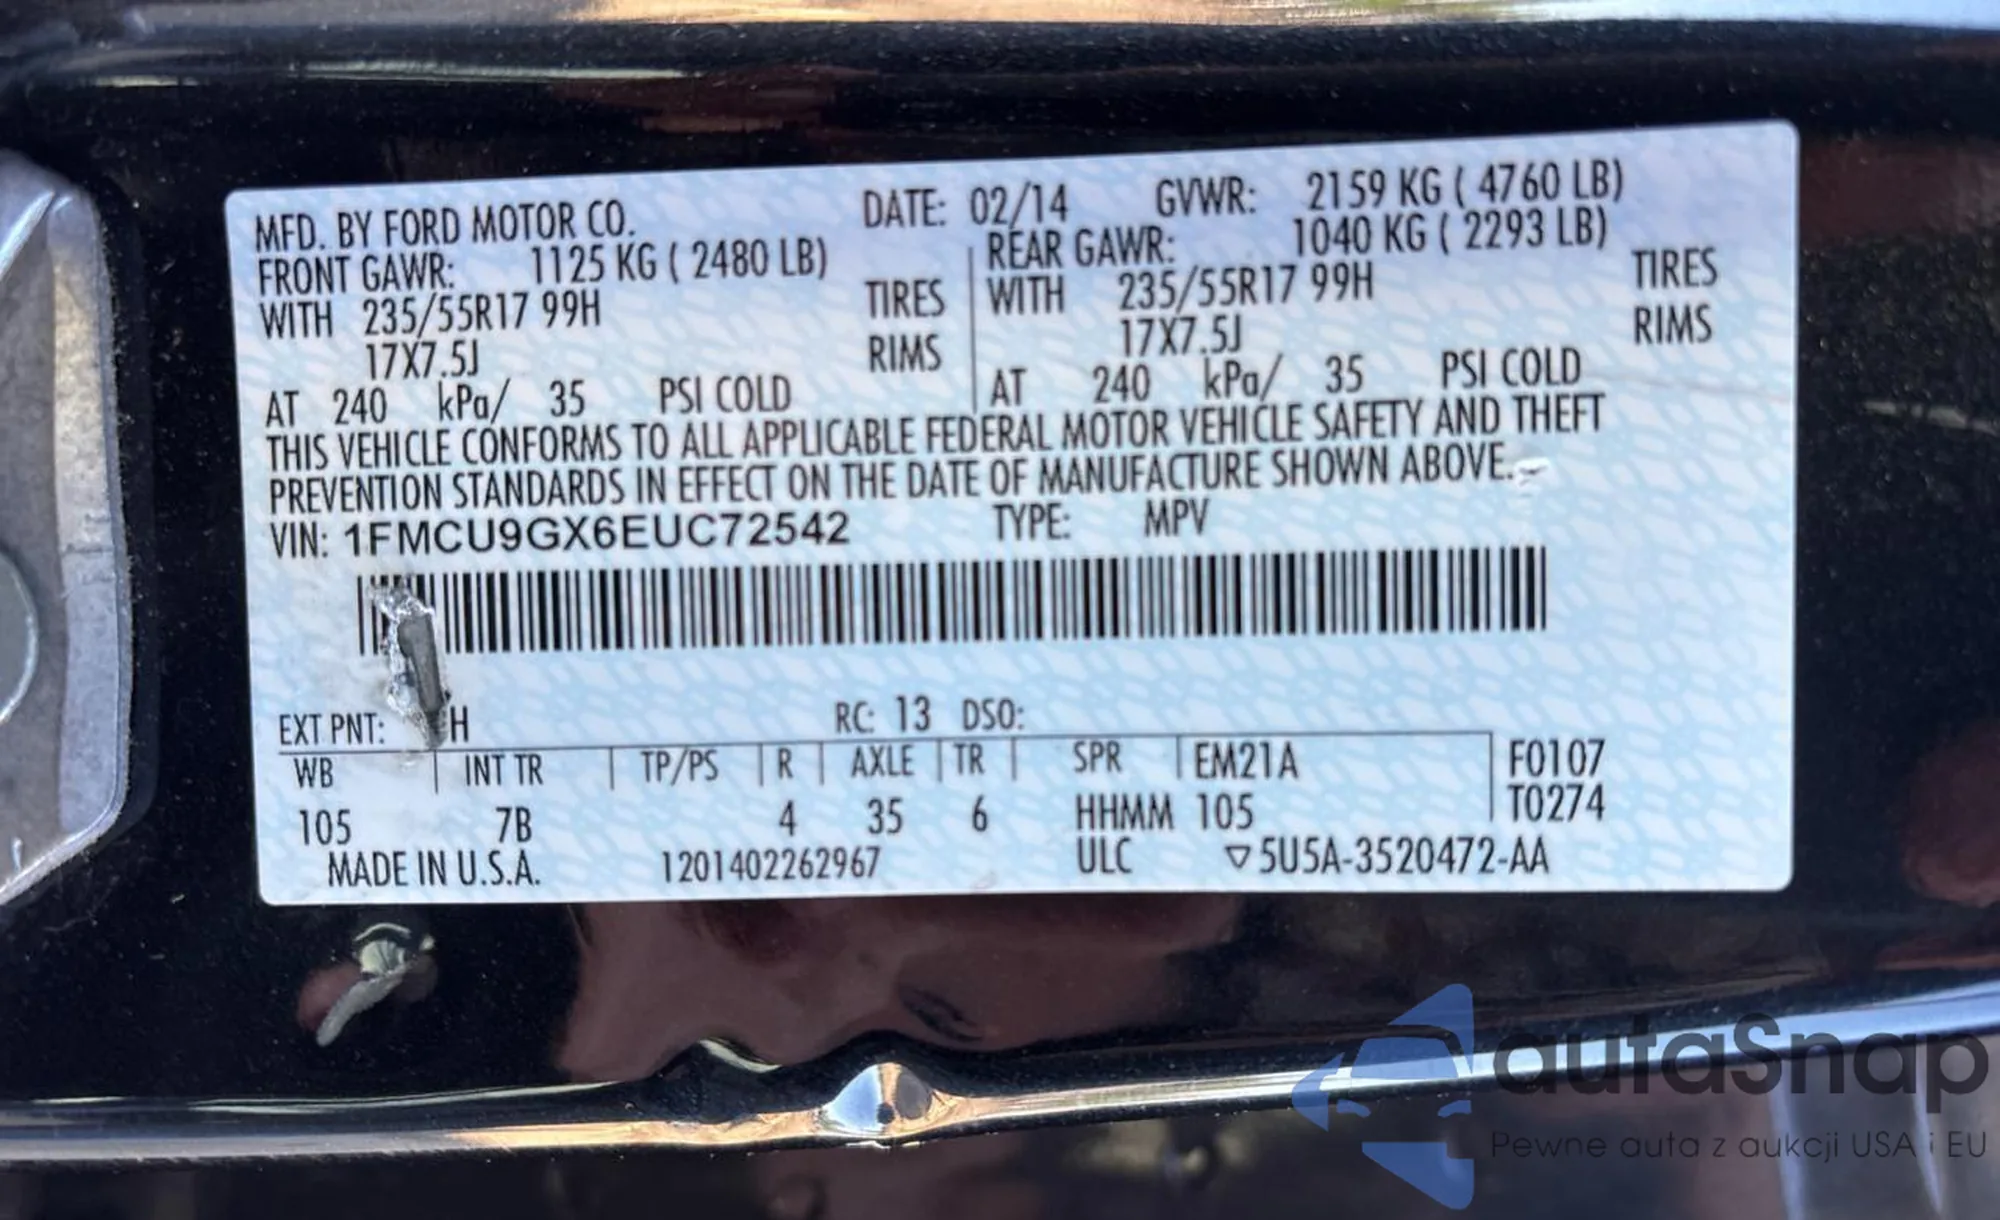 MFD. BY FORD MOTOR CO. DATE: 02/14 GVWR: 2159 KG ( 4760 LB)
FRONT GAWR: 1125 KG ( 2480 LB) REAR GAWR: 1040 KG ( 2293 LB)
WITH 235/55R17 99H TIRES WITH 235/55R17 99H TIRES
17X7.5J RIMS 17X7.5J RIMS
AT 240 kPa/ 35 PSI COLD AT 240 kPa/ 35 PSI COLD
THIS VEHICLE CONFORMS TO ALL APPLICABLE FEDERAL MOTOR VEHICLE SAFETY AND THEFT
PREVENTION STANDARDS IN EFFECT ON THE DATE OF MANUFACTURE SHOWN ABOVE.
VIN: 1FMCU9GX6EUC72542 TYPE: MPV
EXT PNT: H RC: 13 DSO:
WB INT TR TP/PS R AXLE TR SPR EM21A F0107
105 7B 4 35 6 HHMM 105 T0274
MADE IN U.S.A. 1201402262967 ULC ▽5U5A-3520472-AA
autaSnap
Pewne auta z aukcji USA i EU